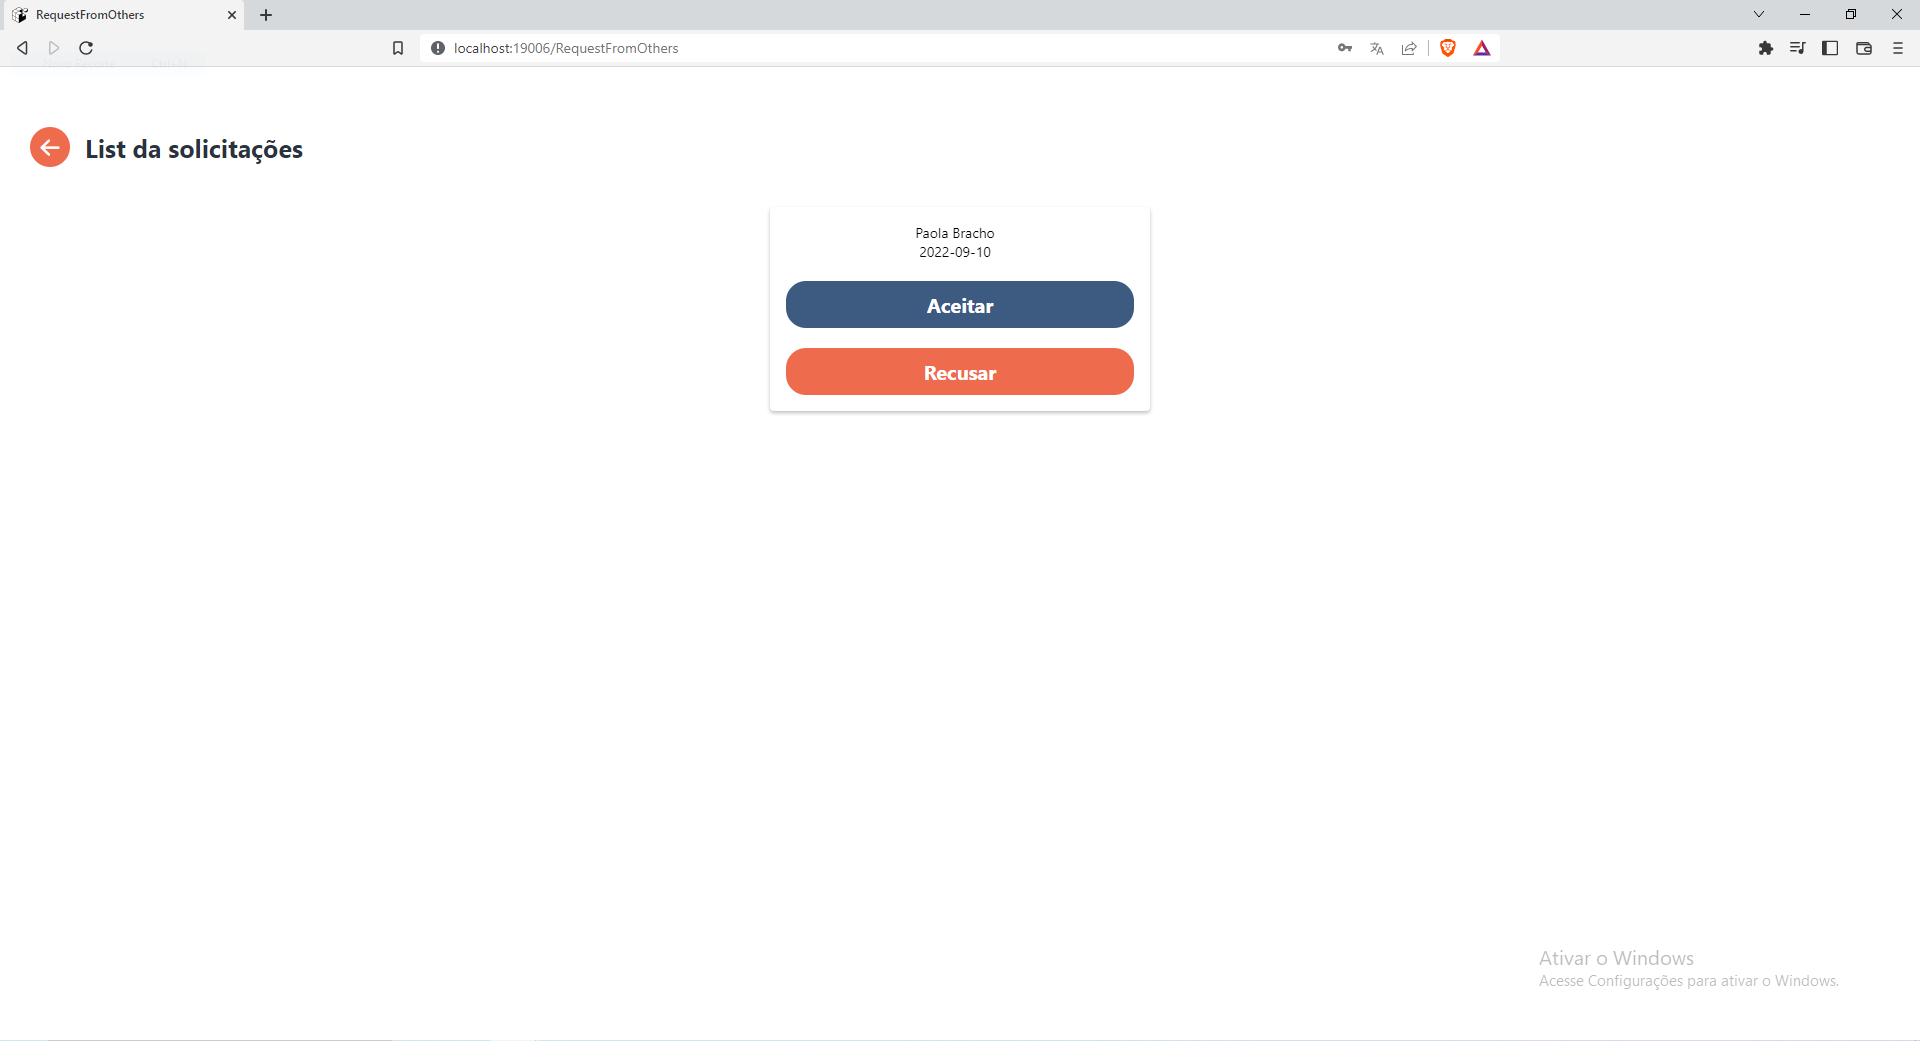 RequestFromOthers
localhost:19006/RequestFromOthers
List da solicitações
Paola Bracho
2022-09-10
Aceitar
Recusar
Ativar o Windows
Acesse Configurações para ativar o Windows.